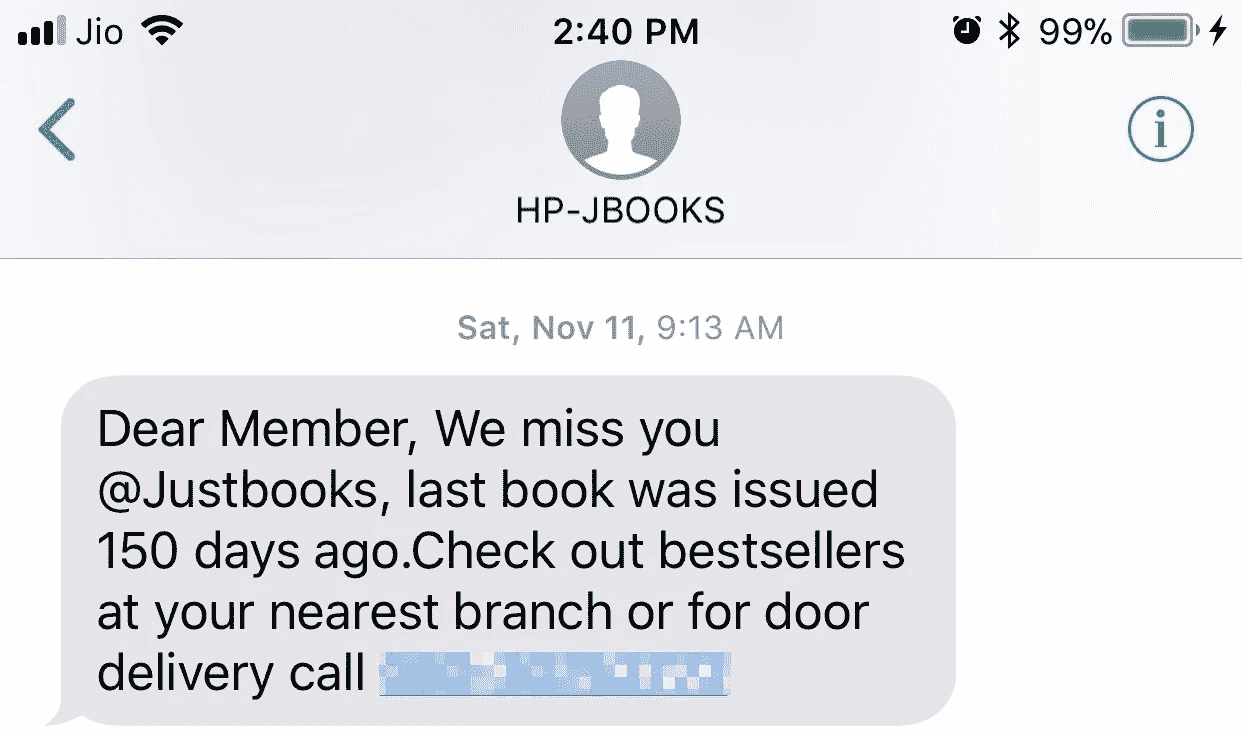 Jio 2:40 PM 99%
HP-JBOOKS
Sat, Nov 11, 9:13 AM
Dear Member, We miss you
@Justbooks, last book was issued
150 days ago.Check out bestsellers
at your nearest branch or for door
delivery call